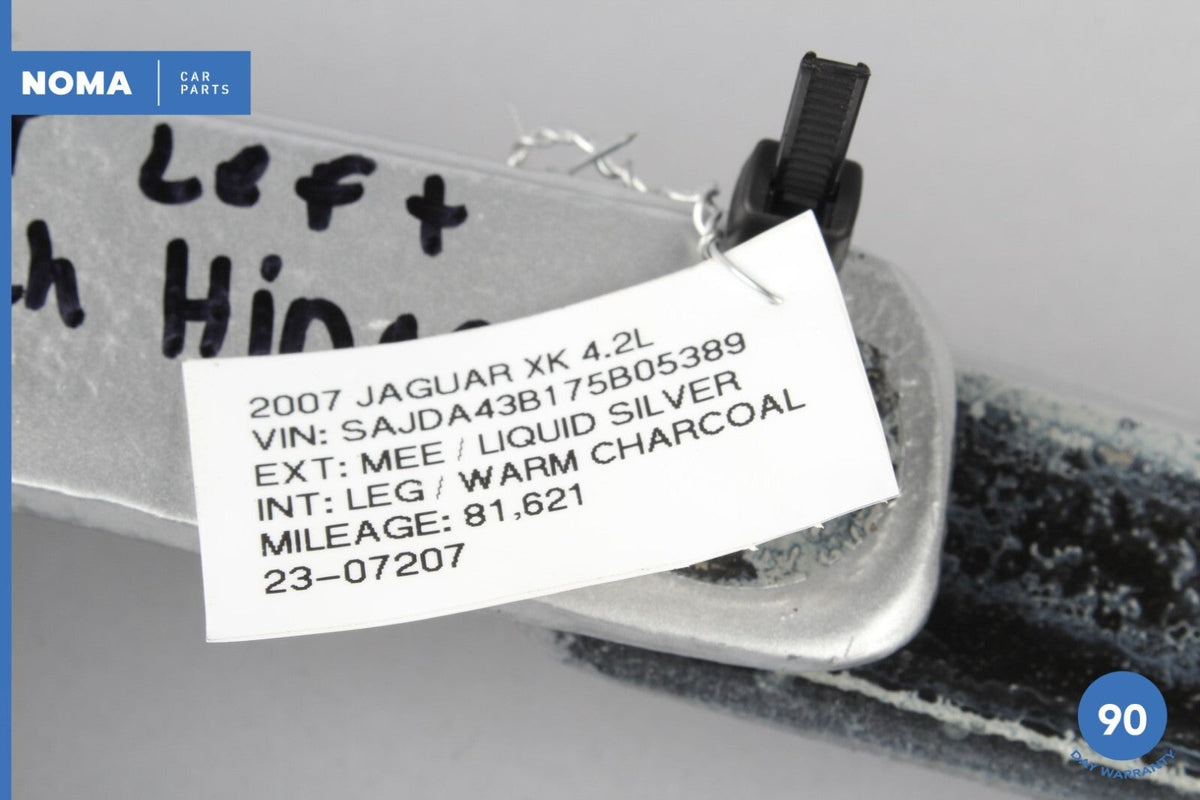 NOMA
CAR
PARTS
Left
2007 JAGUAR XK 4.2L
VIN: SAJDA43B175B05389
EXT: MEE / LIQUID SILVER
INT: LEG / WARM CHARCOAL
MILEAGE: 81,621
23-07207
90
DAY WARRANTY